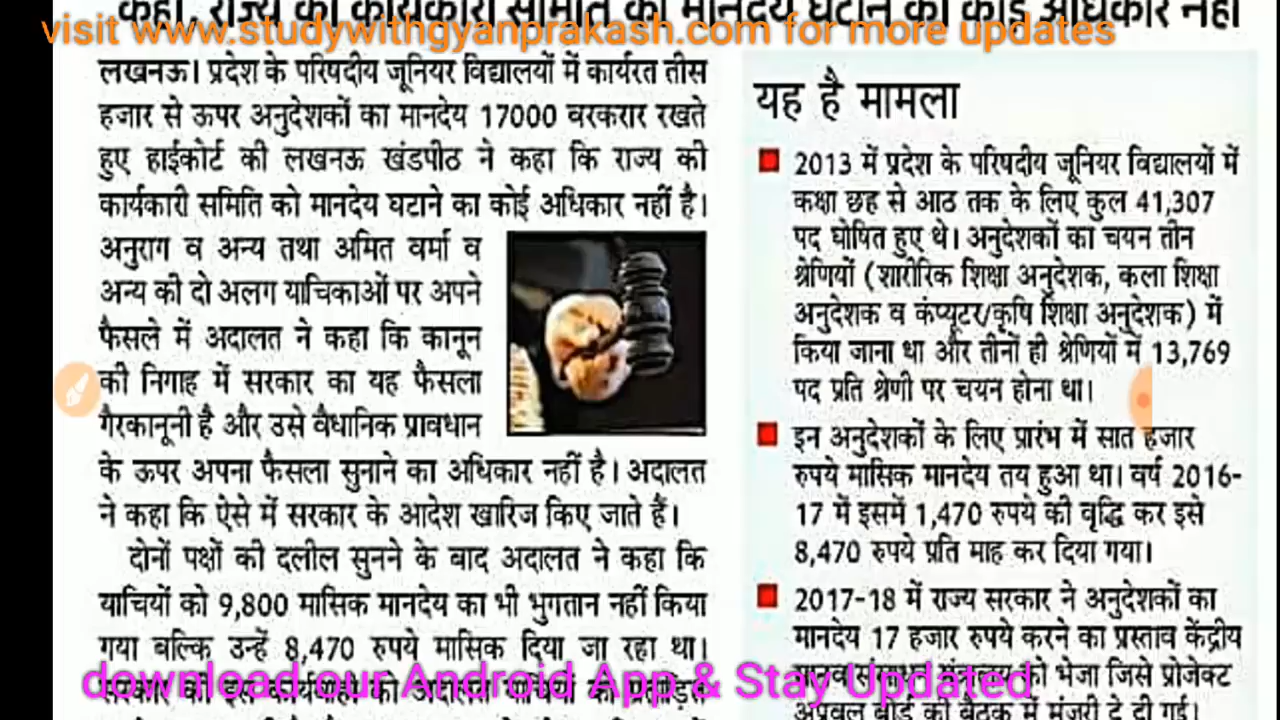 कहा, राज्य की कार्यकारी समिति को मानदेय घटाने का कोई अधिकार नहीं
visit www.studywithgyanprakash.com for more updates
लखनऊ। प्रदेश के परिषदीय जूनियर विद्यालयों में कार्यरत तीस
हजार से ऊपर अनुदेशकों का मानदेय 17000 बरकरार रखते
हुए हाईकोर्ट की लखनऊ खंडपीठ ने कहा कि राज्य की
कार्यकारी समिति को मानदेय घटाने का कोई अधिकार नहीं है।
अनुराग व अन्य तथा अमित वर्मा व
अन्य की दो अलग याचिकाओं पर अपने
फैसले में अदालत ने कहा कि कानून
की निगाह में सरकार का यह फैसला
गैरकानूनी है और उसे वैधानिक प्रावधान
के ऊपर अपना फैसला सुनाने का अधिकार नहीं है। अदालत
ने कहा कि ऐसे में सरकार के आदेश खारिज किए जाते हैं।
दोनों पक्षों की दलील सुनने के बाद अदालत ने कहा कि
याचियों को 9,800 मासिक मानदेय का भी भुगतान नहीं किया
गया बल्कि उन्हें 8,470 रुपये मासिक दिया जा रहा था।
यह है मामला
2013 में प्रदेश के परिषदीय जूनियर विद्यालयों में
कक्षा छह से आठ तक के लिए कुल 41,307
पद घोषित हुए थे। अनुदेशकों का चयन तीन
श्रेणियों (शारीरिक शिक्षा अनुदेशक, कला शिक्षा
अनुदेशक व कंप्यूटर/कृषि शिक्षा अनुदेशक) में
किया जाना था और तीनों ही श्रेणियों में 13,769
पद प्रति श्रेणी पर चयन होना था।
इन अनुदेशकों के लिए प्रारंभ में सात हजार
रुपये मासिक मानदेय तय हुआ था। वर्ष 2016-
17 में इसमें 1,470 रुपये की वृद्धि कर इसे
8,470 रुपये प्रति माह कर दिया गया।
2017-18 में राज्य सरकार ने अनुदेशकों का
मानदेय 17 हजार रुपये करने का प्रस्ताव केंद्रीय
को भेजा जिसे प्रोजेक्ट
अप्रूवल बोर्ड की बैठक में मंजूरी दे दी गई।
download our Android App & Stay Updated